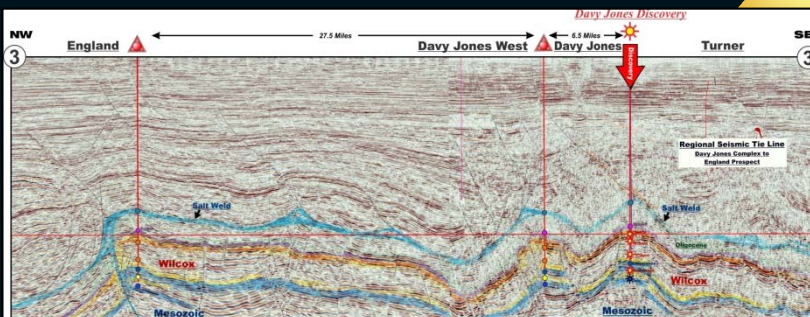 Davy Jones Discovery
NW
27.5 Miles
6.5 Miles
SE
England
Davy Jones West
Davy Jones
Turner
3
3
Discovery
Regional Seismic Tie Line
Davy Jones Complex to
England Prospect
Salt Weld
Salt Weld
Oligocene
Wilcox
Wilcox
Mesozoic
Mesozoic